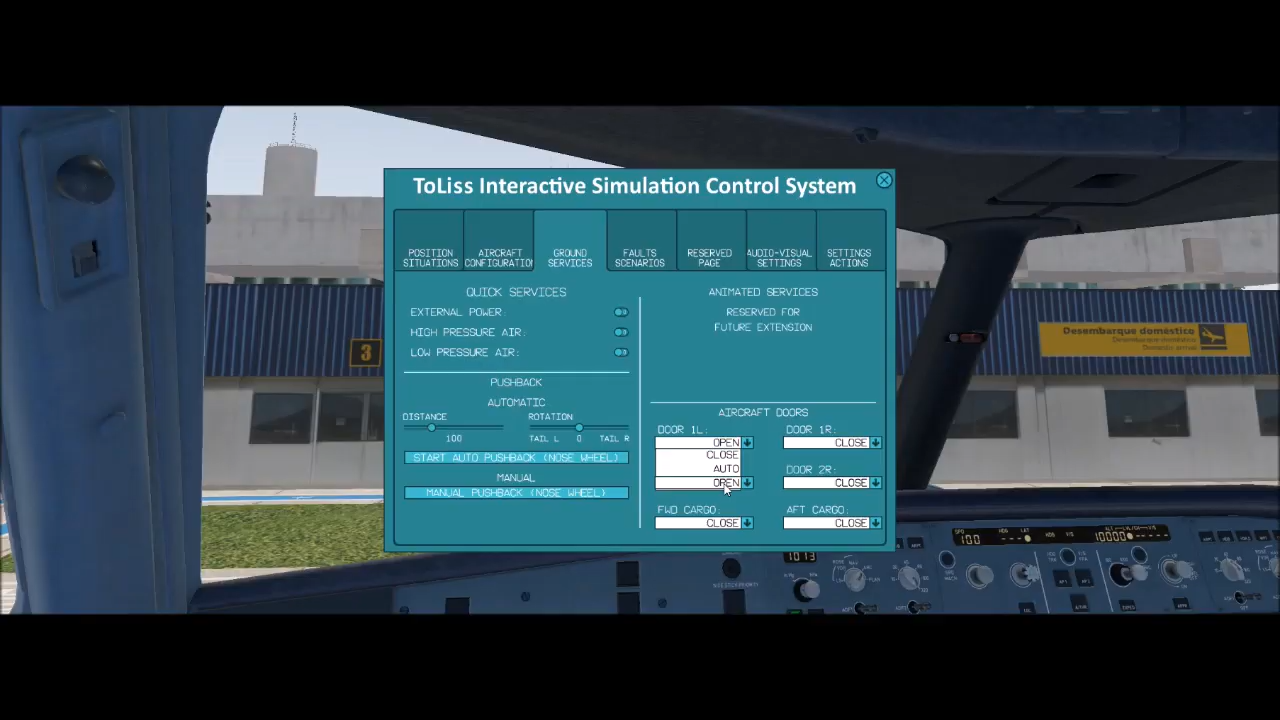 ToLiss Interactive Simulation Control System
POSITION SITUATIONS
AIRCRAFT CONFIGURATIO
GROUND SERVICES
FAULTS SCENARIOS
RESERVED PAGE
AUDIO-VISUAL SETTINGS
SETTINGS ACTIONS
QUICK SERVICES
EXTERNAL POWER:
HIGH PRESSURE AIR:
LOW PRESSURE AIR:
PUSHBACK
AUTOMATIC
DISTANCE
ROTATION
100
TAIL L 0 TAIL R
START AUTO PUSHBACK (NOSE WHEEL)
MANUAL
MANUAL PUSHBACK (NOSE WHEEL)
ANIMATED SERVICES
RESERVED FOR
FUTURE EXTENSION
AIRCRAFT DOORS
DOOR 1L:
OPEN
CLOSE
AUTO
OPEN
DOOR 1R:
CLOSE
DOOR 2R:
CLOSE
FWD CARGO:
CLOSE
AFT CARGO:
CLOSE
3
Desembarque doméstico
100
10000
1013